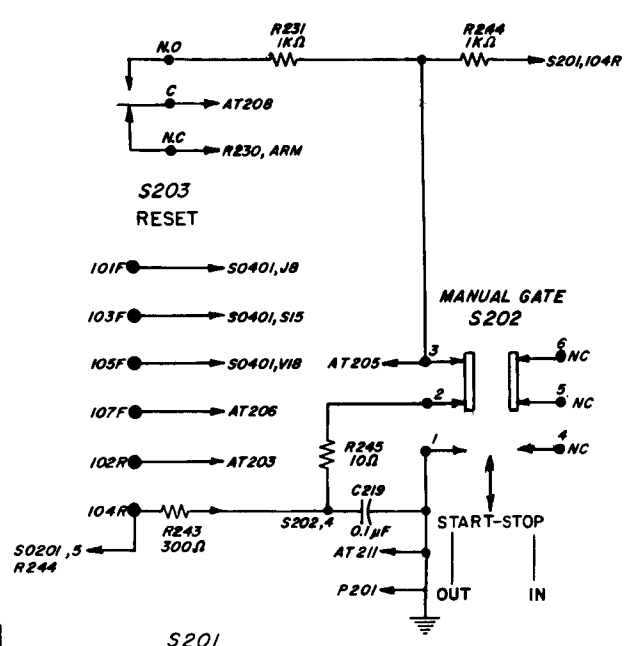 R231
1KΩ
R244
1KΩ
N.O
S201,104R
C
AT208
N.C
R230, ARM
S203
RESET
101F
S0401,J8
103F
S0401,S15
MANUAL GATE
S202
105F
S0401,V18
AT205
3
6
NC
2
5
NC
107F
AT206
1
4
NC
R245
10Ω
102R
AT203
C219
0.1µF
104R
R243
300Ω
S202,4
START-STOP
S0201,5
R244
AT211
P201
OUT
IN
S201